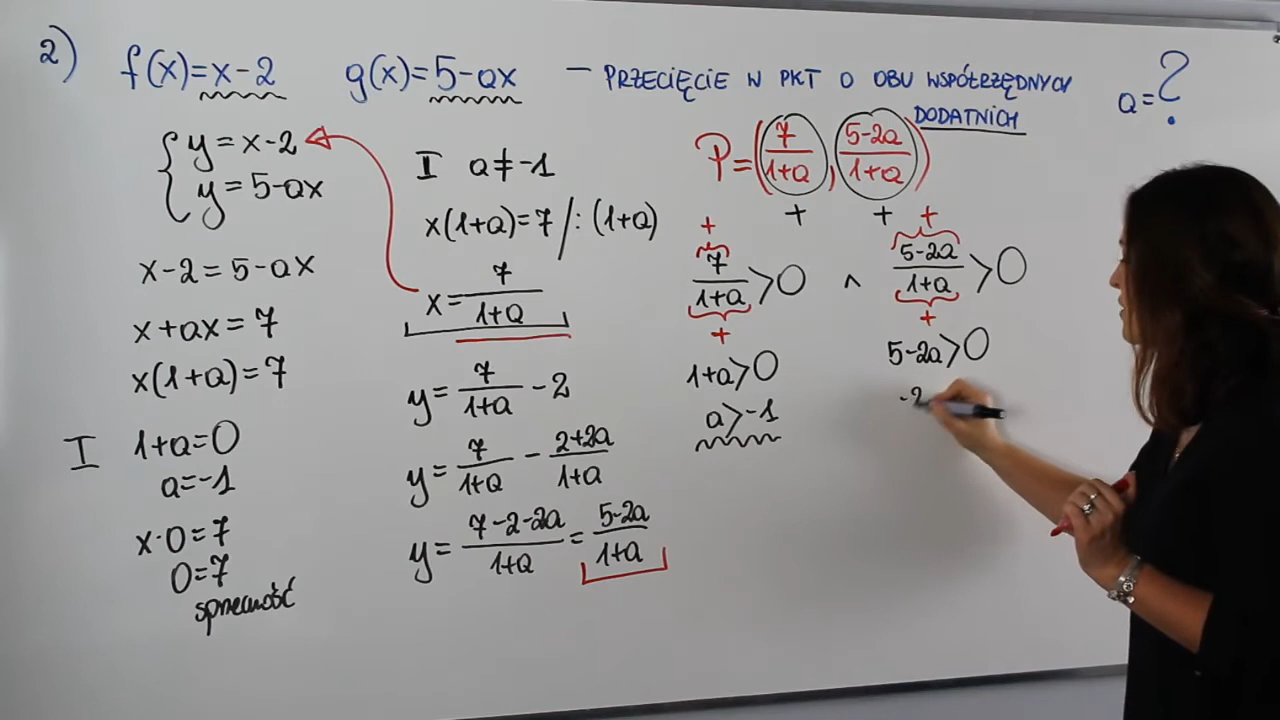 2) f(x)=x-2 g(x)=5-ax — PRZECIĘCIE W PKT O OBU WSPÓŁRZĘDNYCH DODATNICH a=?
{ y=x-2
y=5-ax
x-2=5-ax
x+ax=7
x(1+a)=7
I 1+a=0
a=-1
x·0=7
0=7
sprzeczność
I a≠-1
x(1+a)=7 /:(1+a)
x=7/(1+a)
y=7/(1+a)-2
y=7/(1+a)-(2+2a)/(1+a)
y=(7-2-2a)/(1+a)=(5-2a)/(1+a)
P=(7/(1+a), (5-2a)/(1+a))
+ +
+ +
7/(1+a)>0 ∧ (5-2a)/(1+a)>0
+ +
1+a>0
a>-1
5-2a>0
-2